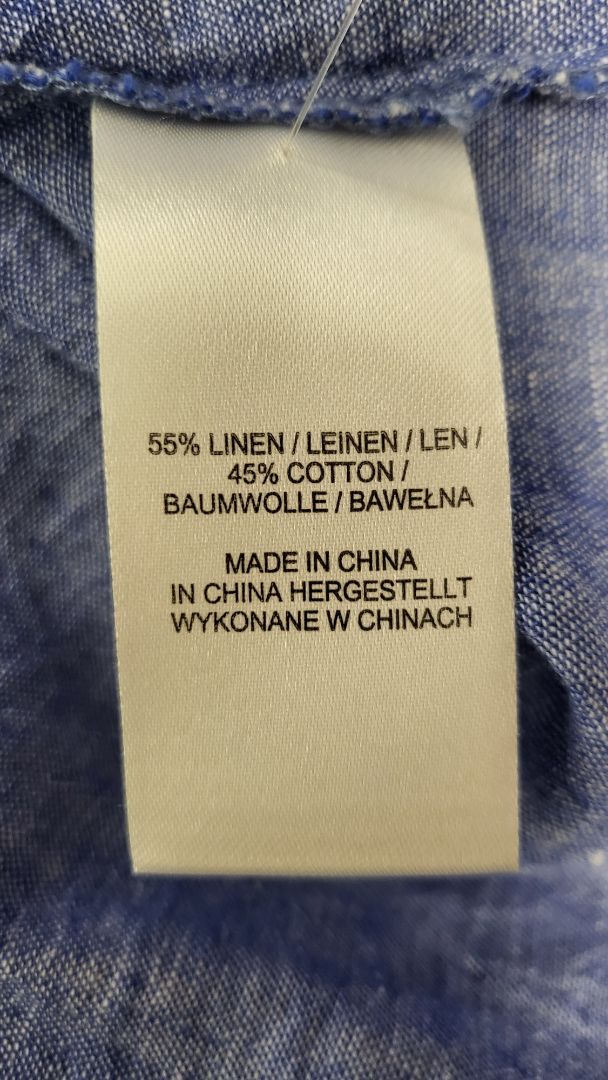 55% LINEN / LEINEN / LEN /
45% COTTON /
BAUMWOLLE / BAWEŁNA
MADE IN CHINA
IN CHINA HERGESTELLT
WYKONANE W CHINACH